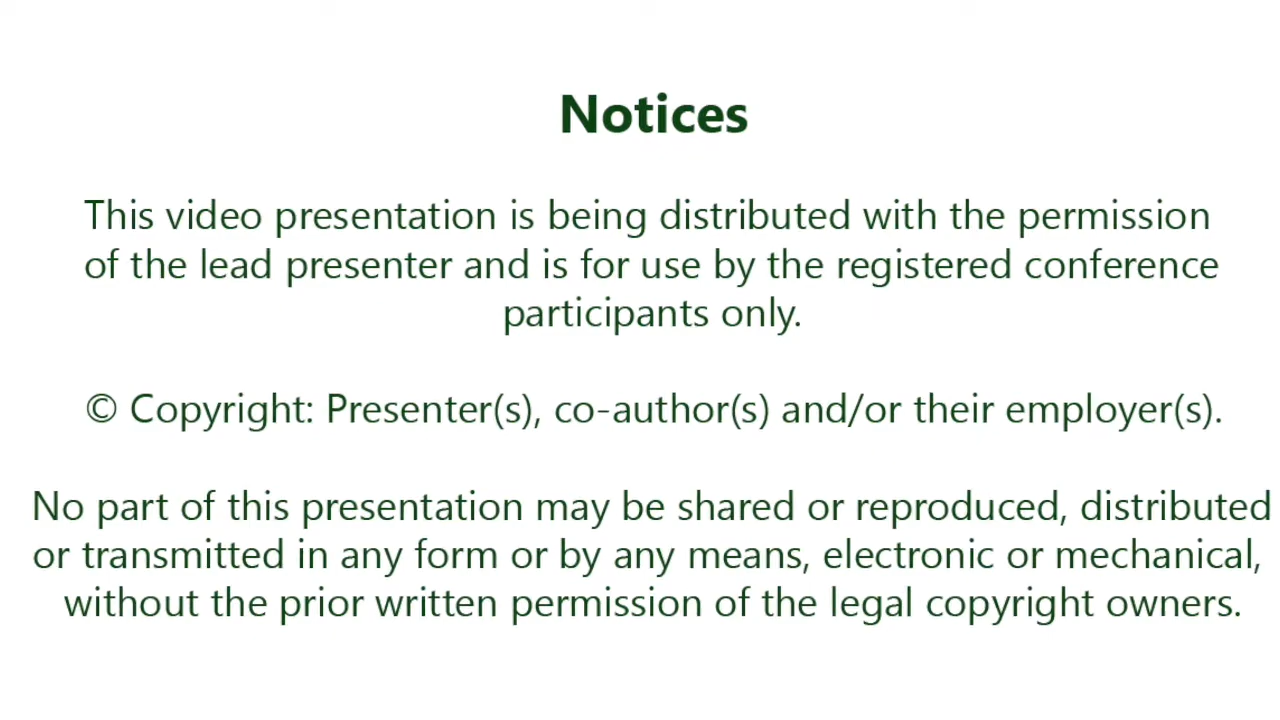 Notices
This video presentation is being distributed with the permission
of the lead presenter and is for use by the registered conference
participants only.
© Copyright: Presenter(s), co-author(s) and/or their employer(s).
No part of this presentation may be shared or reproduced, distributed
or transmitted in any form or by any means, electronic or mechanical,
without the prior written permission of the legal copyright owners.